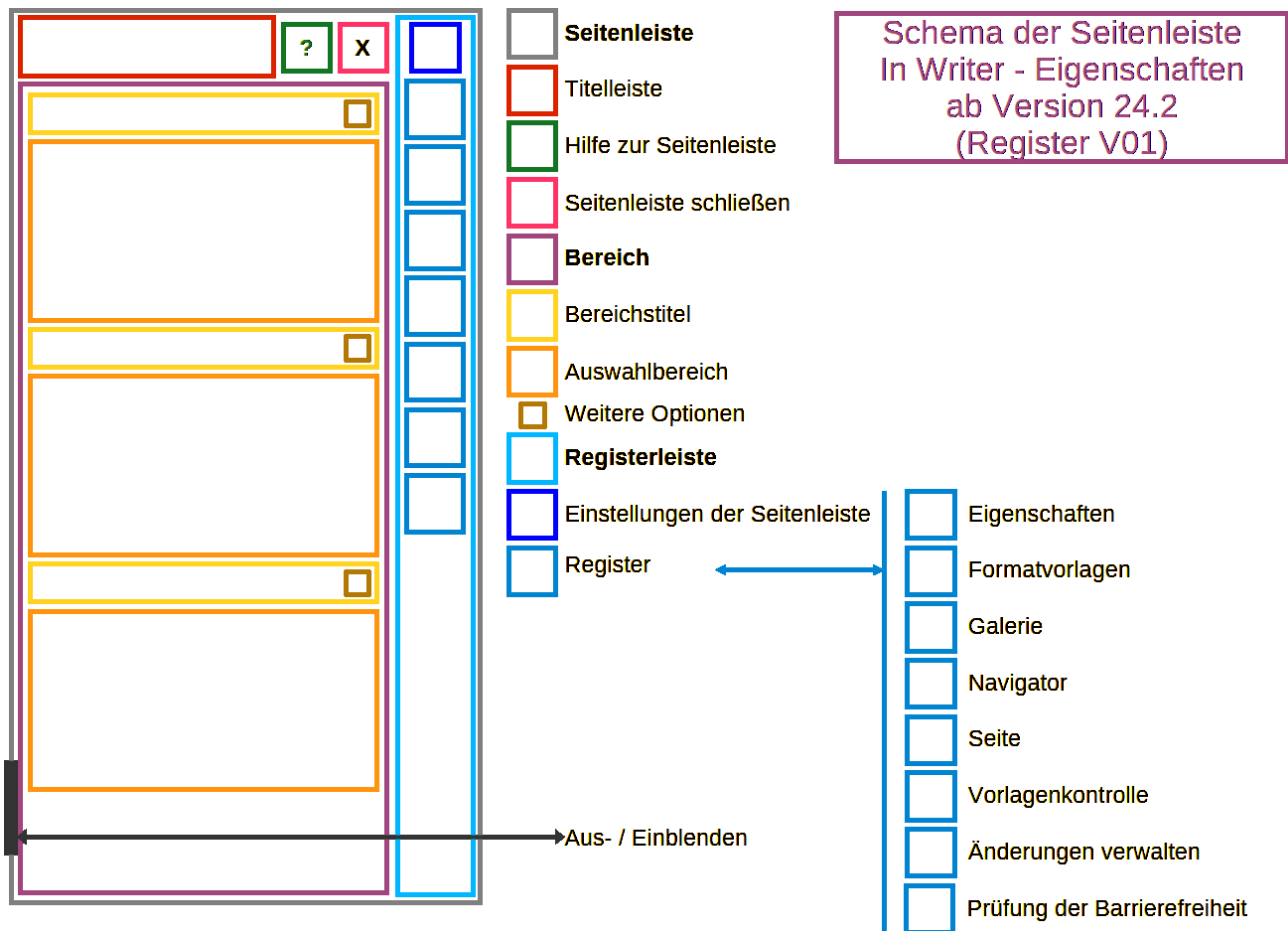 ? X
Seitenleiste
Titelleiste
Hilfe zur Seitenleiste
Seitenleiste schließen
Bereich
Bereichstitel
Auswahlbereich
Weitere Optionen
Registerleiste
Einstellungen der Seitenleiste
Register
Aus- / Einblenden
Schema der Seitenleiste
In Writer - Eigenschaften
ab Version 24.2
(Register V01)
Eigenschaften
Formatvorlagen
Galerie
Navigator
Seite
Vorlagenkontrolle
Änderungen verwalten
Prüfung der Barrierefreiheit